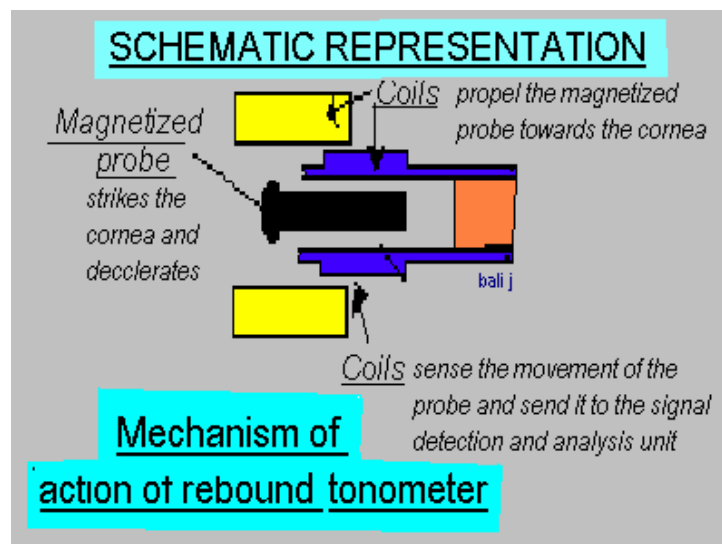 SCHEMATIC REPRESENTATION
Coils propel the magnetized
probe towards the cornea
Magnetized
probe
strikes the
cornea and
decclerates
bali j
Coils sense the movement of the
probe and send it to the signal
detection and analysis unit
Mechanism of
action of rebound tonometer